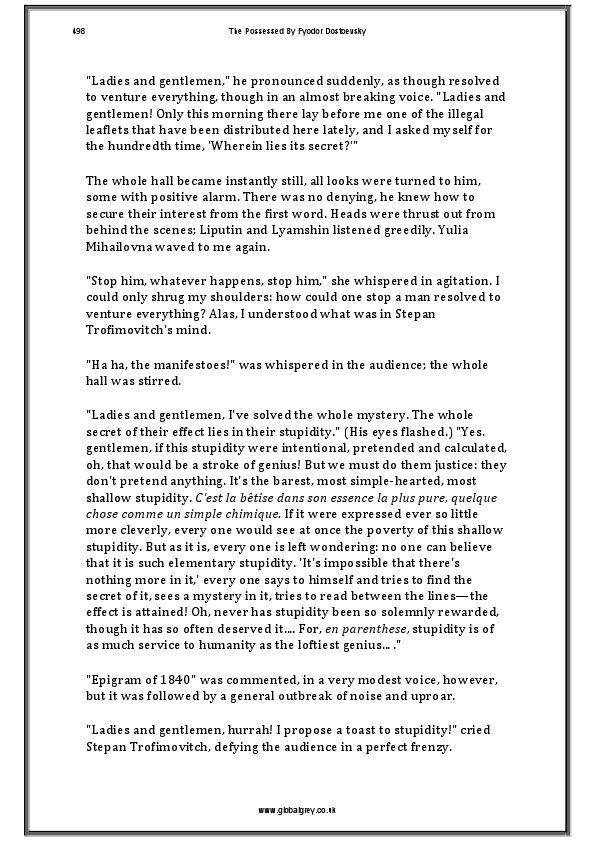 498
The Possessed By Fyodor Dostoevsky
"Ladies and gentlemen," he pronounced suddenly, as though resolved
to venture everything, though in an almost breaking voice. "Ladies and
gentlemen! Only this morning there lay before me one of the illegal
leaflets that have been distributed here lately, and I asked myself for
the hundredth time, 'Wherein lies its secret?'"
The whole hall became instantly still, all looks were turned to him,
some with positive alarm. There was no denying, he knew how to
secure their interest from the first word. Heads were thrust out from
behind the scenes; Liputin and Lyamshin listened greedily. Yulia
Mihailovna waved to me again.
"Stop him, whatever happens, stop him," she whispered in agitation. I
could only shrug my shoulders: how could one stop a man resolved to
venture everything? Alas, I understood what was in Stepan
Trofimovitch's mind.
"Ha ha, the manifestoes!" was whispered in the audience; the whole
hall was stirred.
"Ladies and gentlemen, I've solved the whole mystery. The whole
secret of their effect lies in their stupidity." (His eyes flashed.) "Yes.
gentlemen, if this stupidity were intentional, pretended and calculated,
oh, that would be a stroke of genius! But we must do them justice: they
don't pretend anything. It's the barest, most simple-hearted, most
shallow stupidity. C'est la bêtise dans son essence la plus pure, quelque
chose comme un simple chimique. If it were expressed ever so little
more cleverly, every one would see at once the poverty of this shallow
stupidity. But as it is, every one is left wondering: no one can believe
that it is such elementary stupidity. 'It's impossible that there's
nothing more in it,' every one says to himself and tries to find the
secret of it, sees a mystery in it, tries to read between the lines—the
effect is attained! Oh, never has stupidity been so solemnly rewarded,
though it has so often deserved it.... For, en parenthese, stupidity is of
as much service to humanity as the loftiest genius... ."
"Epigram of 1840" was commented, in a very modest voice, however,
but it was followed by a general outbreak of noise and uproar.
"Ladies and gentlemen, hurrah! I propose a toast to stupidity!" cried
Stepan Trofimovitch, defying the audience in a perfect frenzy.
www.globalgrey.co.uk